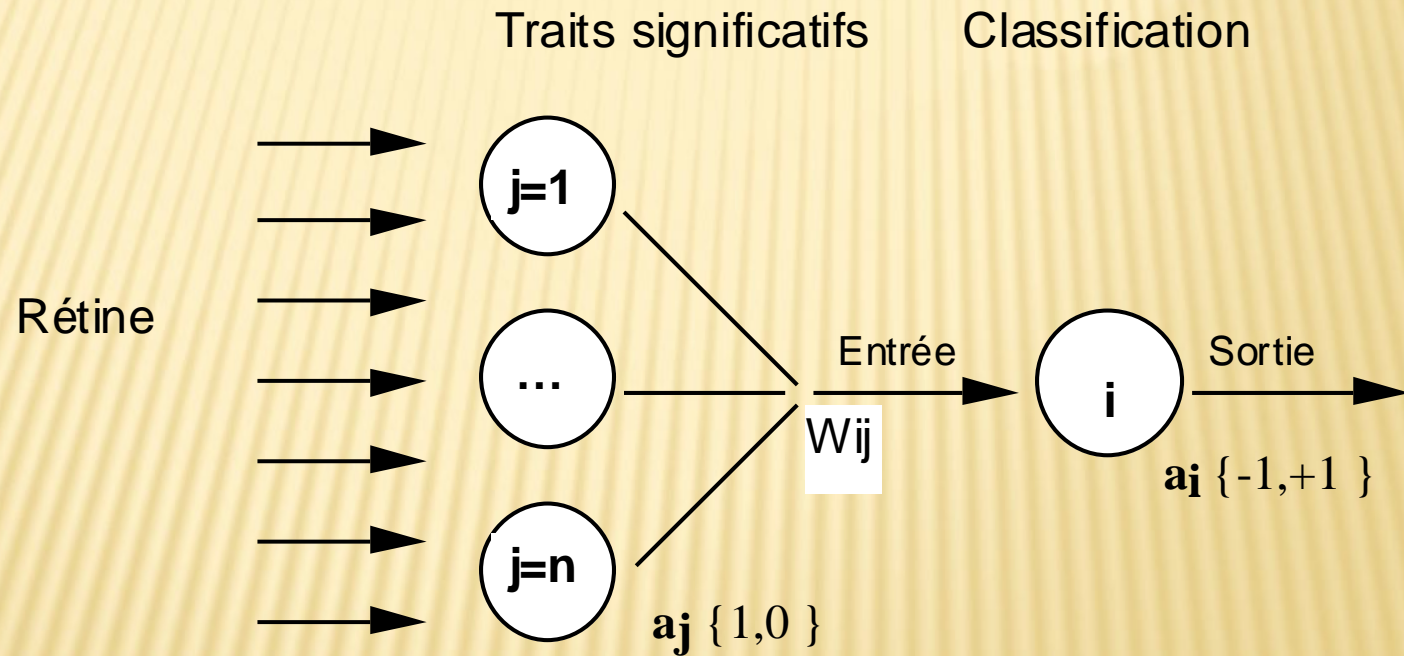 Traits significatifs Classification
j=1
Rétine
...
Entrée
i
Sortie
Wij
ai {-1,+1 }
j=n
aj {1,0 }